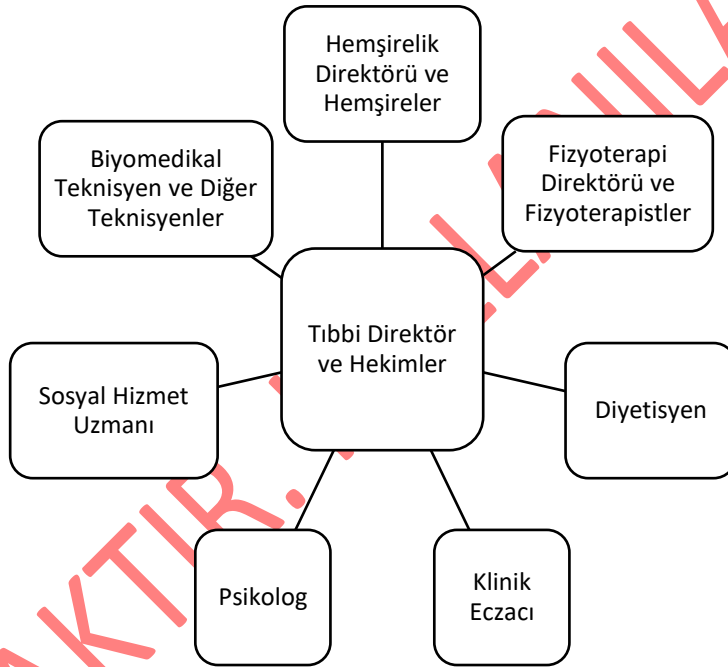 Hemşirelik
Direktörü ve
Hemşireler
Biyomedikal
Teknisyen ve Diğer
Teknisyenler
Fizyoterapi
Direktörü ve
Fizyoterapistler
Tıbbi Direktör
ve Hekimler
Sosyal Hizmet
Uzmanı
Diyetisyen
Psikolog
Klinik
Eczacı